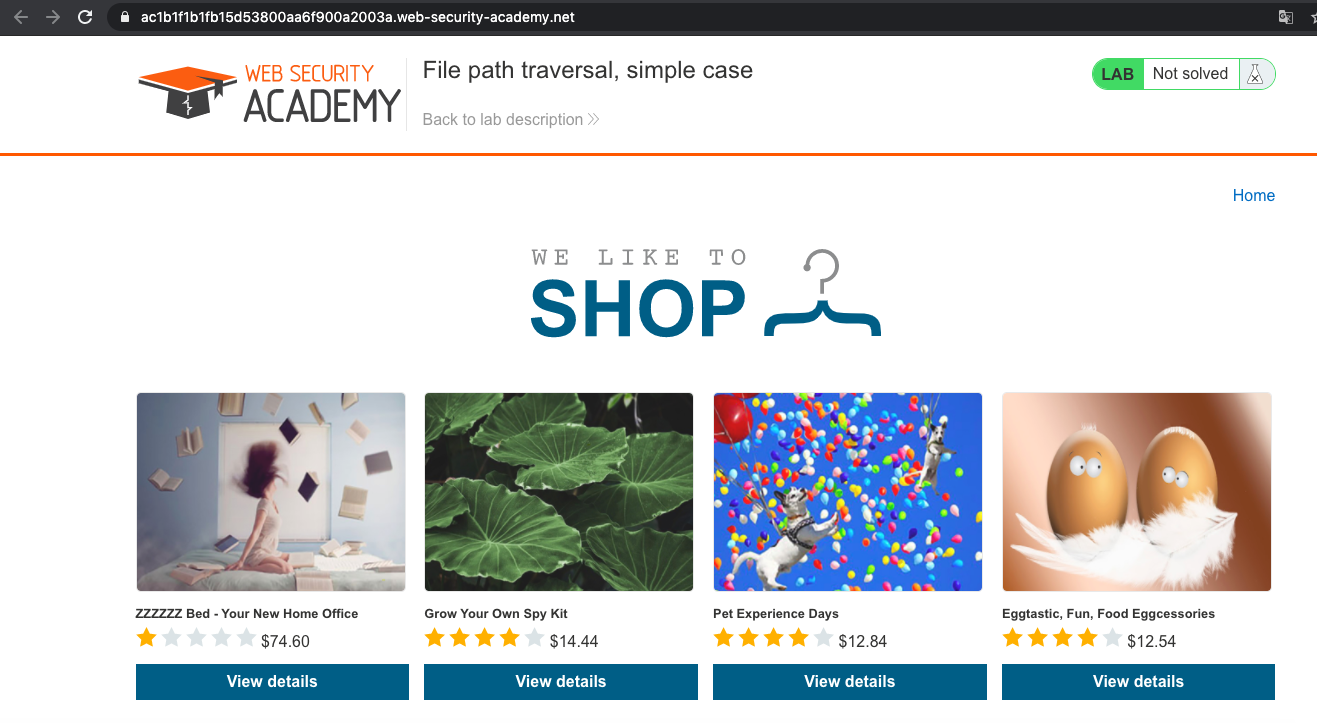 ac1b1f1b1fb15d53800aa6f900a2003a.web-security-academy.net
WEB SECURITY
ACADEMY
File path traversal, simple case
Back to lab description
LAB Not solved
Home
WE LIKE TO
SHOP
ZZZZZZ Bed - Your New Home Office
Grow Your Own Spy Kit
Pet Experience Days
Eggtastic, Fun, Food Eggcessories
$74.60
$14.44
$12.84
$12.54
View details
View details
View details
View details